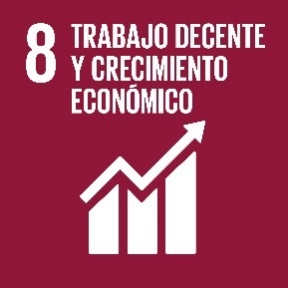 8 TRABAJO DECENTE
Y CRECIMIENTO
ECONÓMICO